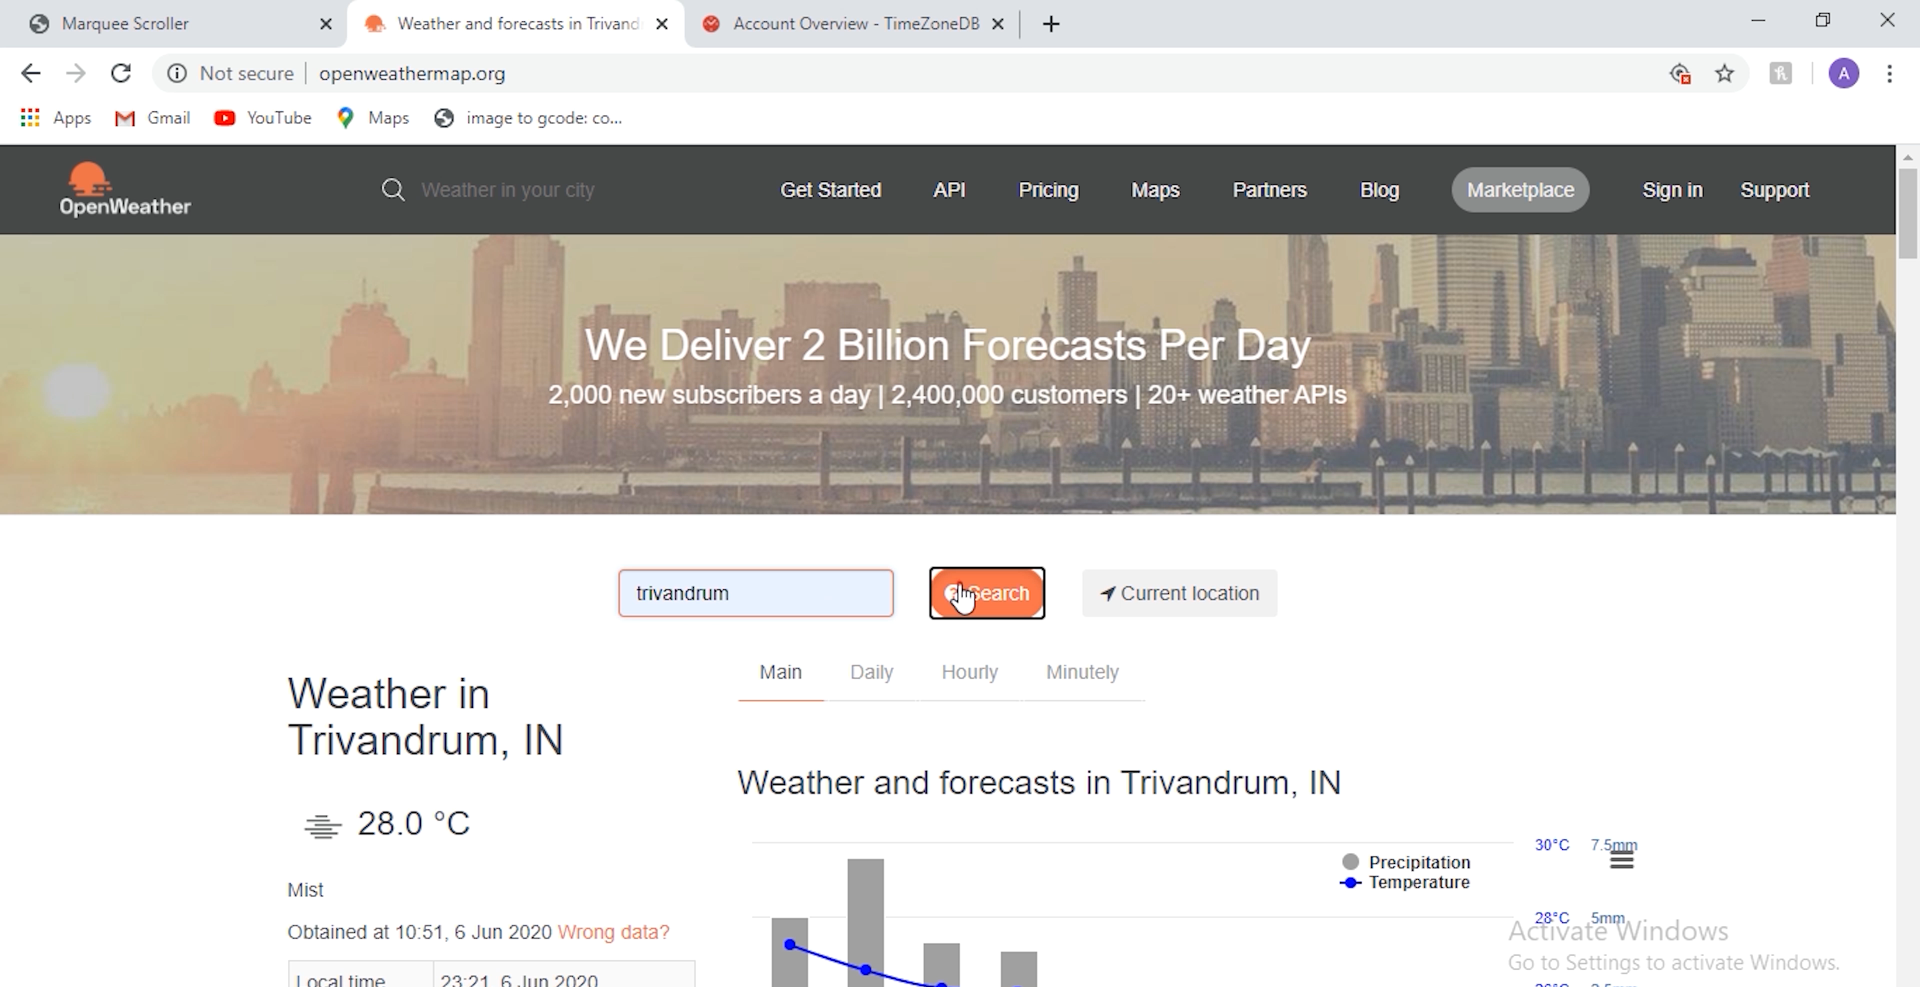 Marquee Scroller
Weather and forecasts in Trivand
Account Overview - TimeZoneDB
Not secure
openweathermap.org
A
Apps
Gmail
YouTube
Maps
image to gcode: co...
OpenWeather
Weather in your city
Get Started
API
Pricing
Maps
Partners
Blog
Marketplace
Sign in
Support
We Deliver 2 Billion Forecasts Per Day
2,000 new subscribers a day | 2,400,000 customers | 20+ weather APIs
trivandrum
Search
Current location
Main
Daily
Hourly
Minutely
Weather in
Trivandrum, IN
Weather and forecasts in Trivandrum, IN
28.0 °C
30°C 7.5mm
Precipitation
Temperature
Mist
28°C 5mm
Obtained at 10:51, 6 Jun 2020 Wrong data?
Activate Windows
Go to Settings to activate Windows.
Local time 23:21, 6 Jun 2020